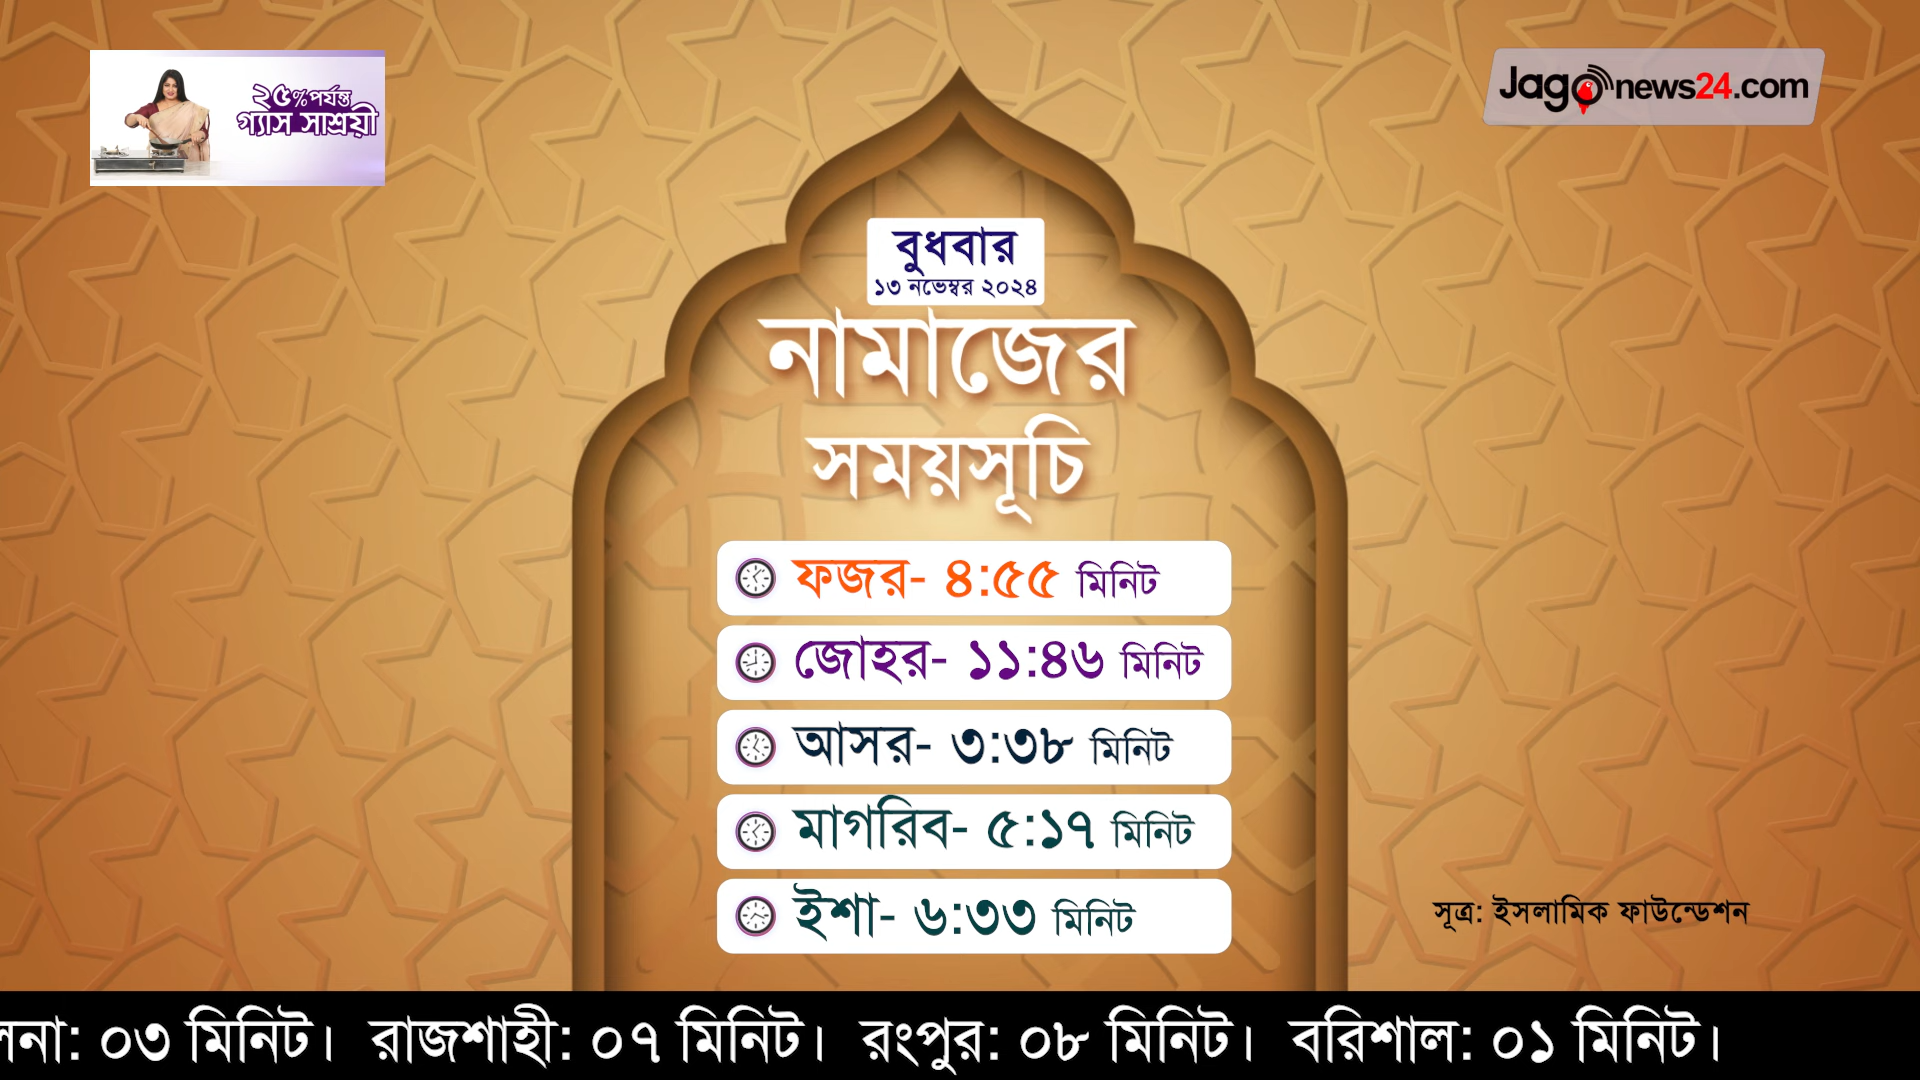 ২৫% পর্যন্ত
গ্যাস সাশ্রয়ী
Jagonews24.com
বুধবার
১৩ নভেম্বর ২০২৪
নামাজের
সময়সূচি
ফজর- ৪:৫৫ মিনিট
জোহর- ১১:৪৬ মিনিট
আসর- ৩:৩৮ মিনিট
মাগরিব- ৫:১৭ মিনিট
ইশা- ৬:৩৩ মিনিট
সূত্র: ইসলামিক ফাউন্ডেশন
লনা: ০৩ মিনিট। রাজশাহী: ০৭ মিনিট। রংপুর: ০৮ মিনিট। বরিশাল: ০১ মিনিট।